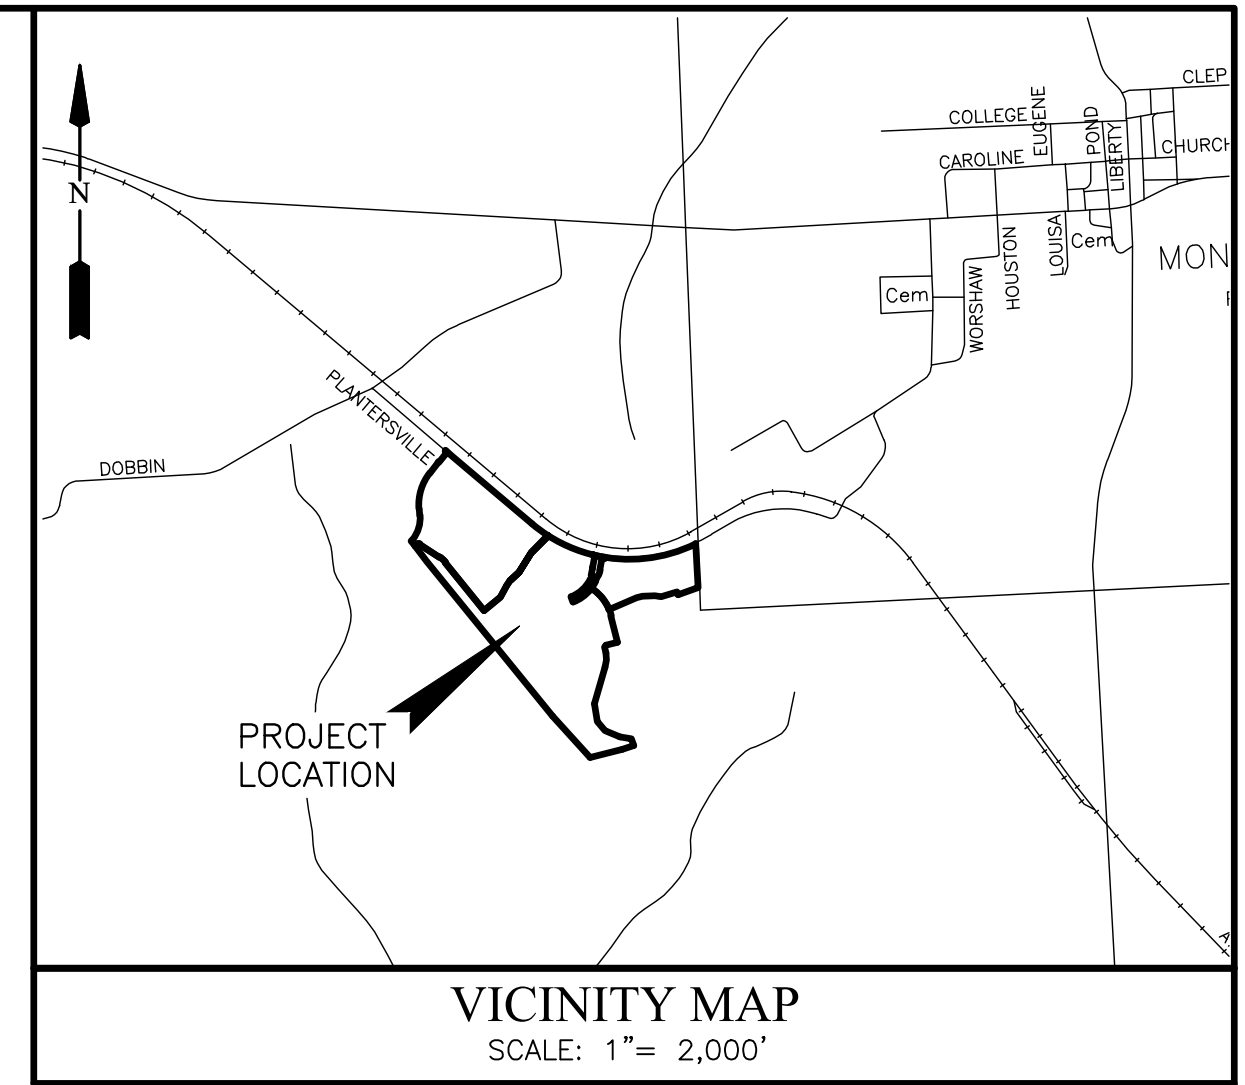 CLEP
COLLEGE
EUGENE
POND
LIBERTY
CHURCH
CAROLINE
N
LOUISA
Cem
MON
HOUSTON
WORSHAW
Cem
PLANTERSVILLE
DOBBIN
PROJECT
LOCATION
VICINITY MAP
SCALE: 1"= 2,000'